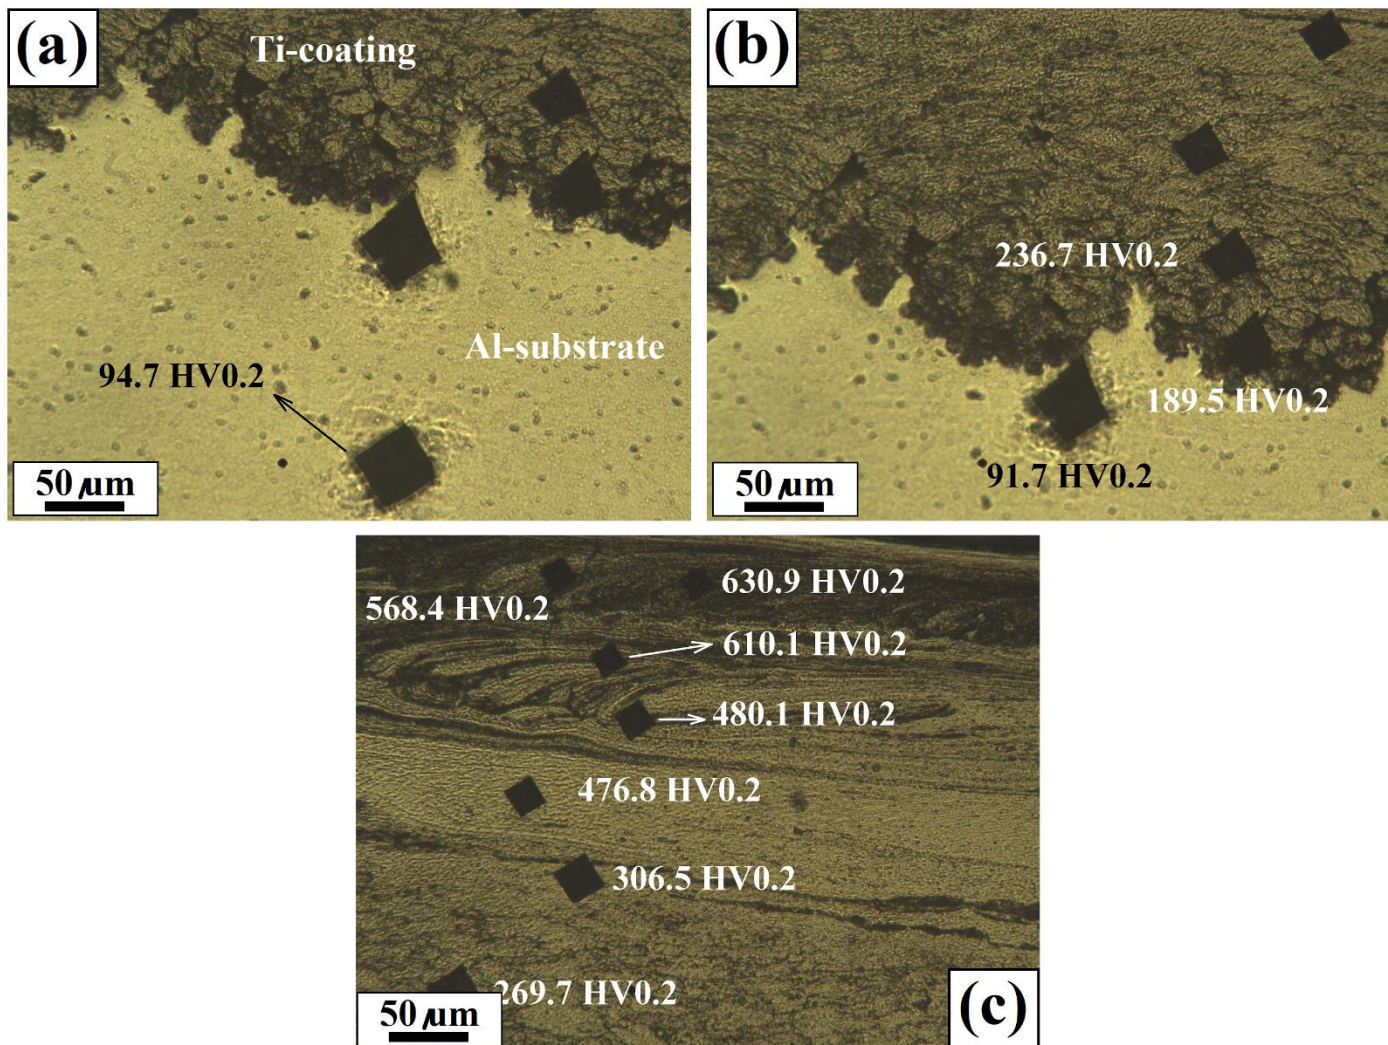 (a)
Ti-coating
Al-substrate
94.7 HV0.2
50 μm
(b)
236.7 HV0.2
189.5 HV0.2
91.7 HV0.2
50 μm
630.9 HV0.2
568.4 HV0.2
610.1 HV0.2
480.1 HV0.2
476.8 HV0.2
306.5 HV0.2
269.7 HV0.2
50 μm
(c)